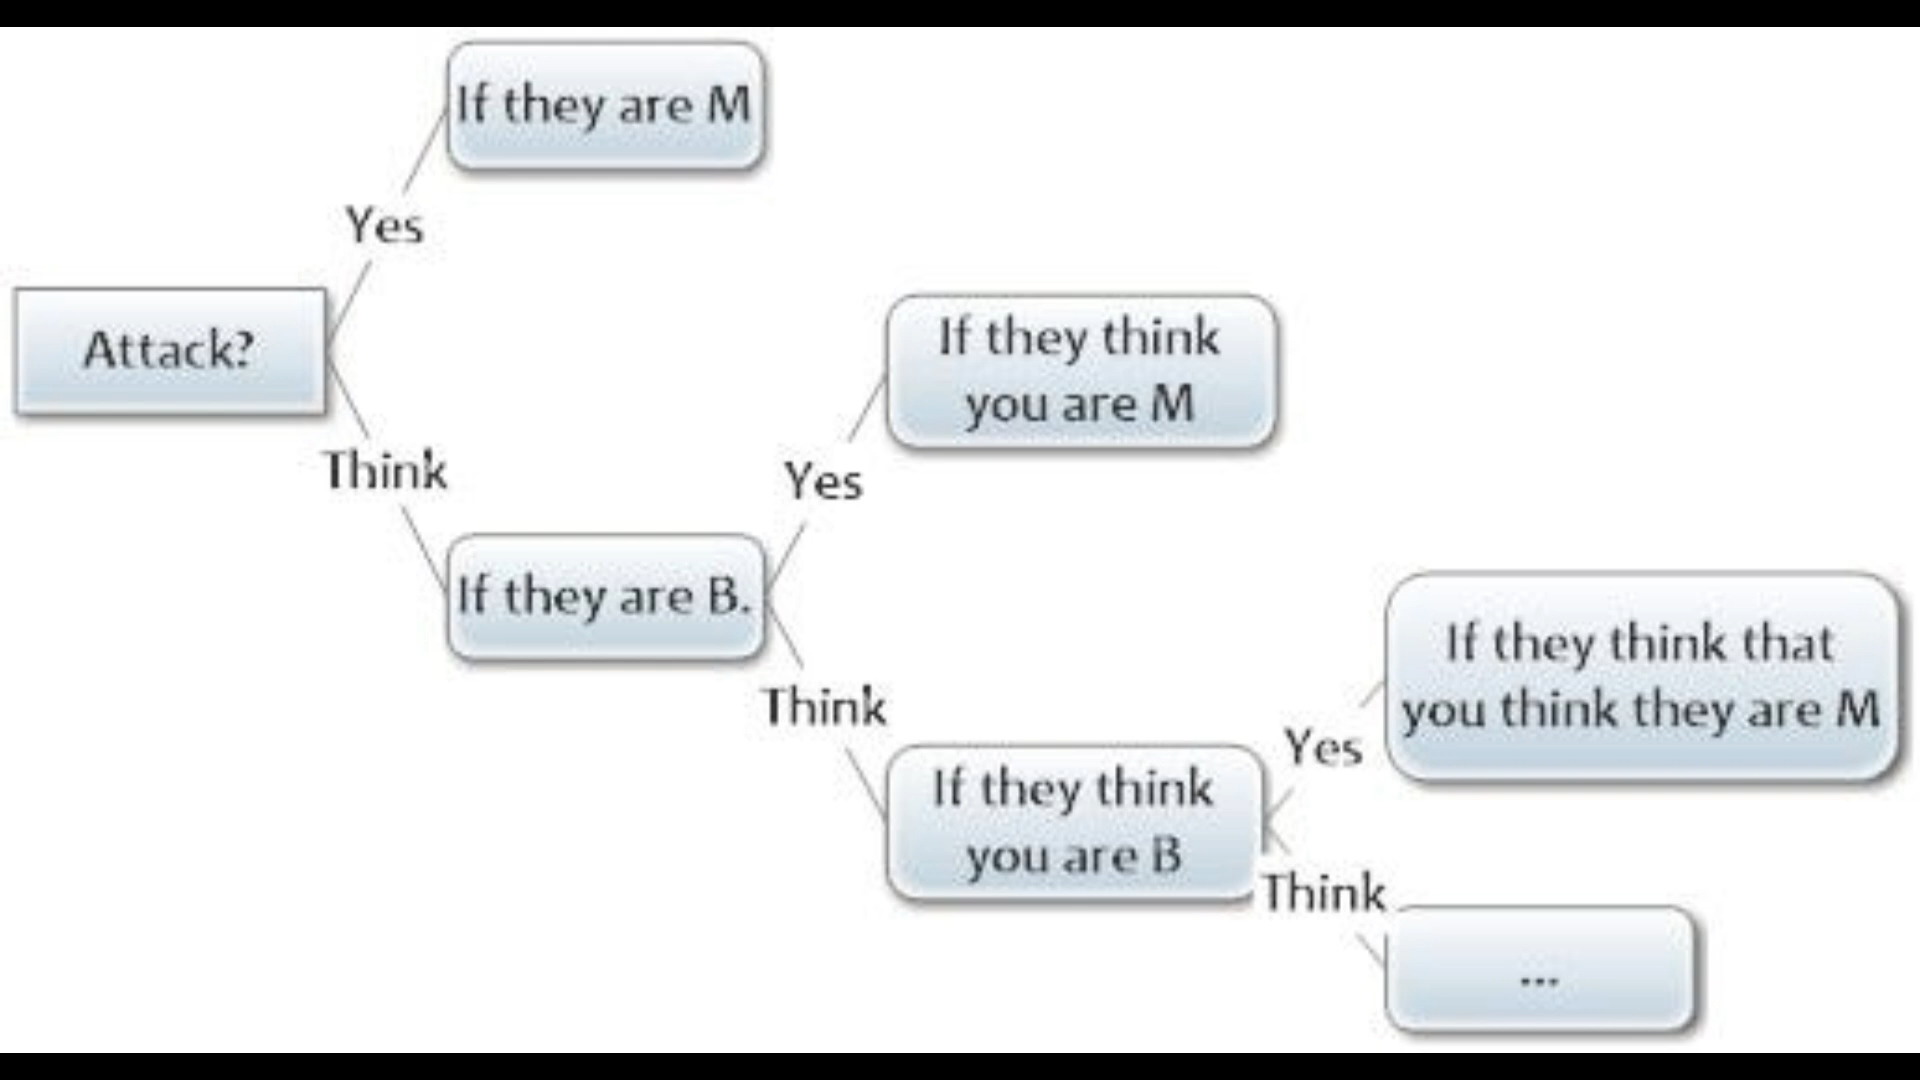 If they are M
Yes
Attack?
Think
If they are B.
Yes
If they think
you are M
Think
If they think
you are B
Yes
If they think that
you think they are M
Think
...